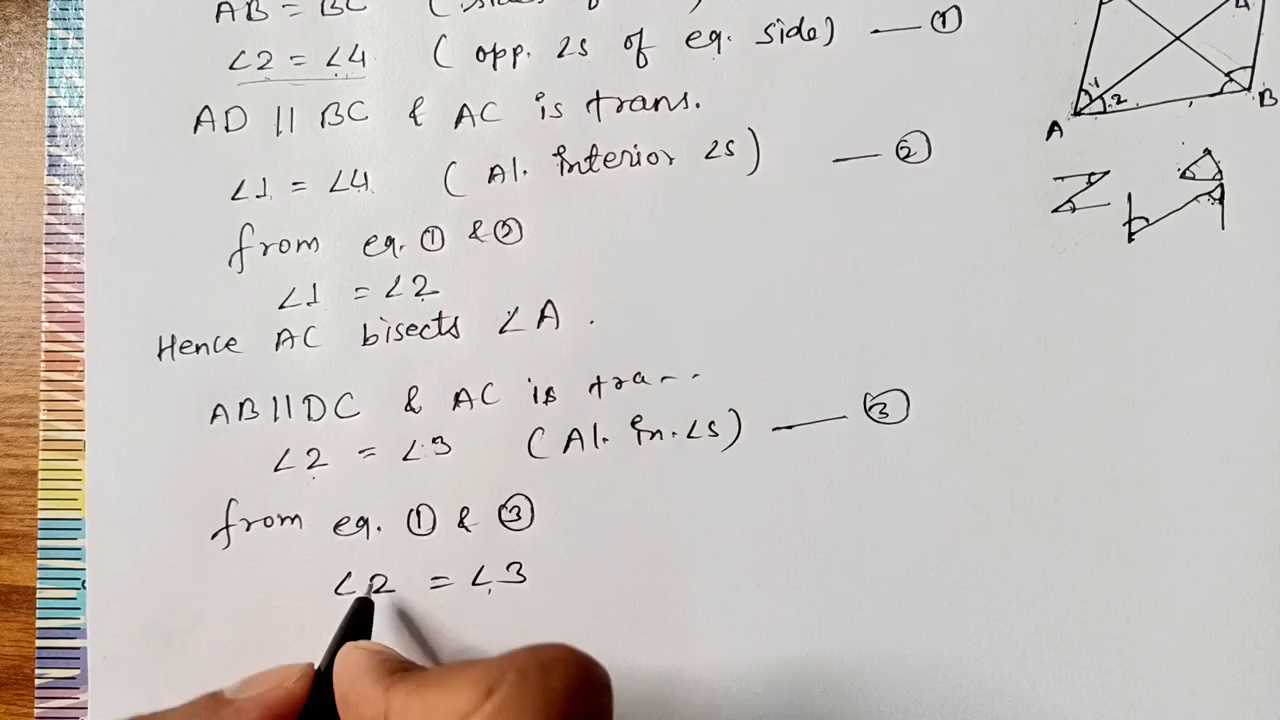 AB = BC (
∠2 = ∠4 ( opp. ∠s of eq. side) — ①
AD || BC & AC is trans.
∠1 = ∠4 ( Al. interior ∠s) — ②
from eq. ① & ②
∠1 = ∠2
Hence AC bisects ∠A .
AB || DC & AC is tra--.
∠2 = ∠3 (Al. in. ∠s) — ③
from eq. ① & ③
∠2 = ∠3
4
1
2
A
B